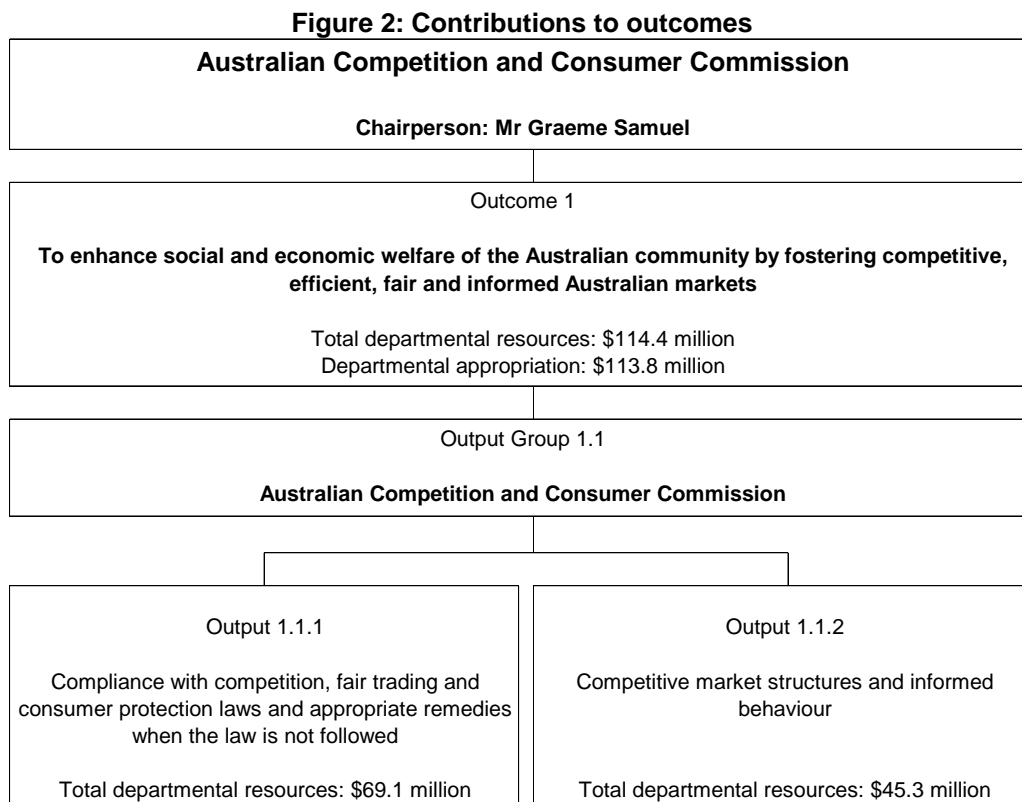 Figure 2: Contributions to outcomes
Australian Competition and Consumer Commission
Chairperson: Mr Graeme Samuel
Outcome 1
To enhance social and economic welfare of the Australian community by fostering competitive,
efficient, fair and informed Australian markets
Total departmental resources: $114.4 million
Departmental appropriation: $113.8 million
Output Group 1.1
Australian Competition and Consumer Commission
Output 1.1.1
Compliance with competition, fair trading and
consumer protection laws and appropriate remedies
when the law is not followed
Total departmental resources: $69.1 million
Output 1.1.2
Competitive market structures and informed
behaviour
Total departmental resources: $45.3 million